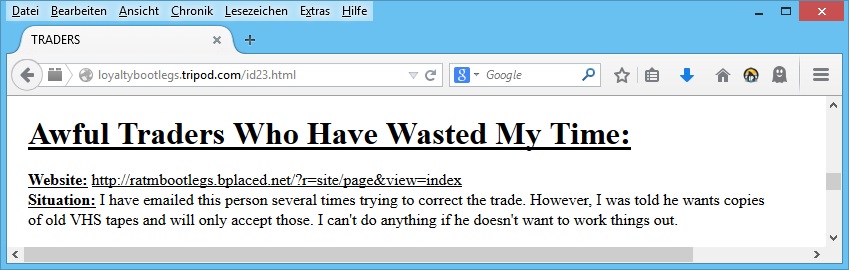 Datei Bearbeiten Ansicht Chronik Lesezeichen Extras Hilfe
TRADERS
loyaltybootlegs.tripod.com/id23.html
Google
Awful Traders Who Have Wasted My Time:
Website: http://ratmbootlegs.bplaced.net/?r=site/page&view=index
Situation: I have emailed this person several times trying to correct the trade. However, I was told he wants copies
of old VHS tapes and will only accept those. I can't do anything if he doesn't want to work things out.